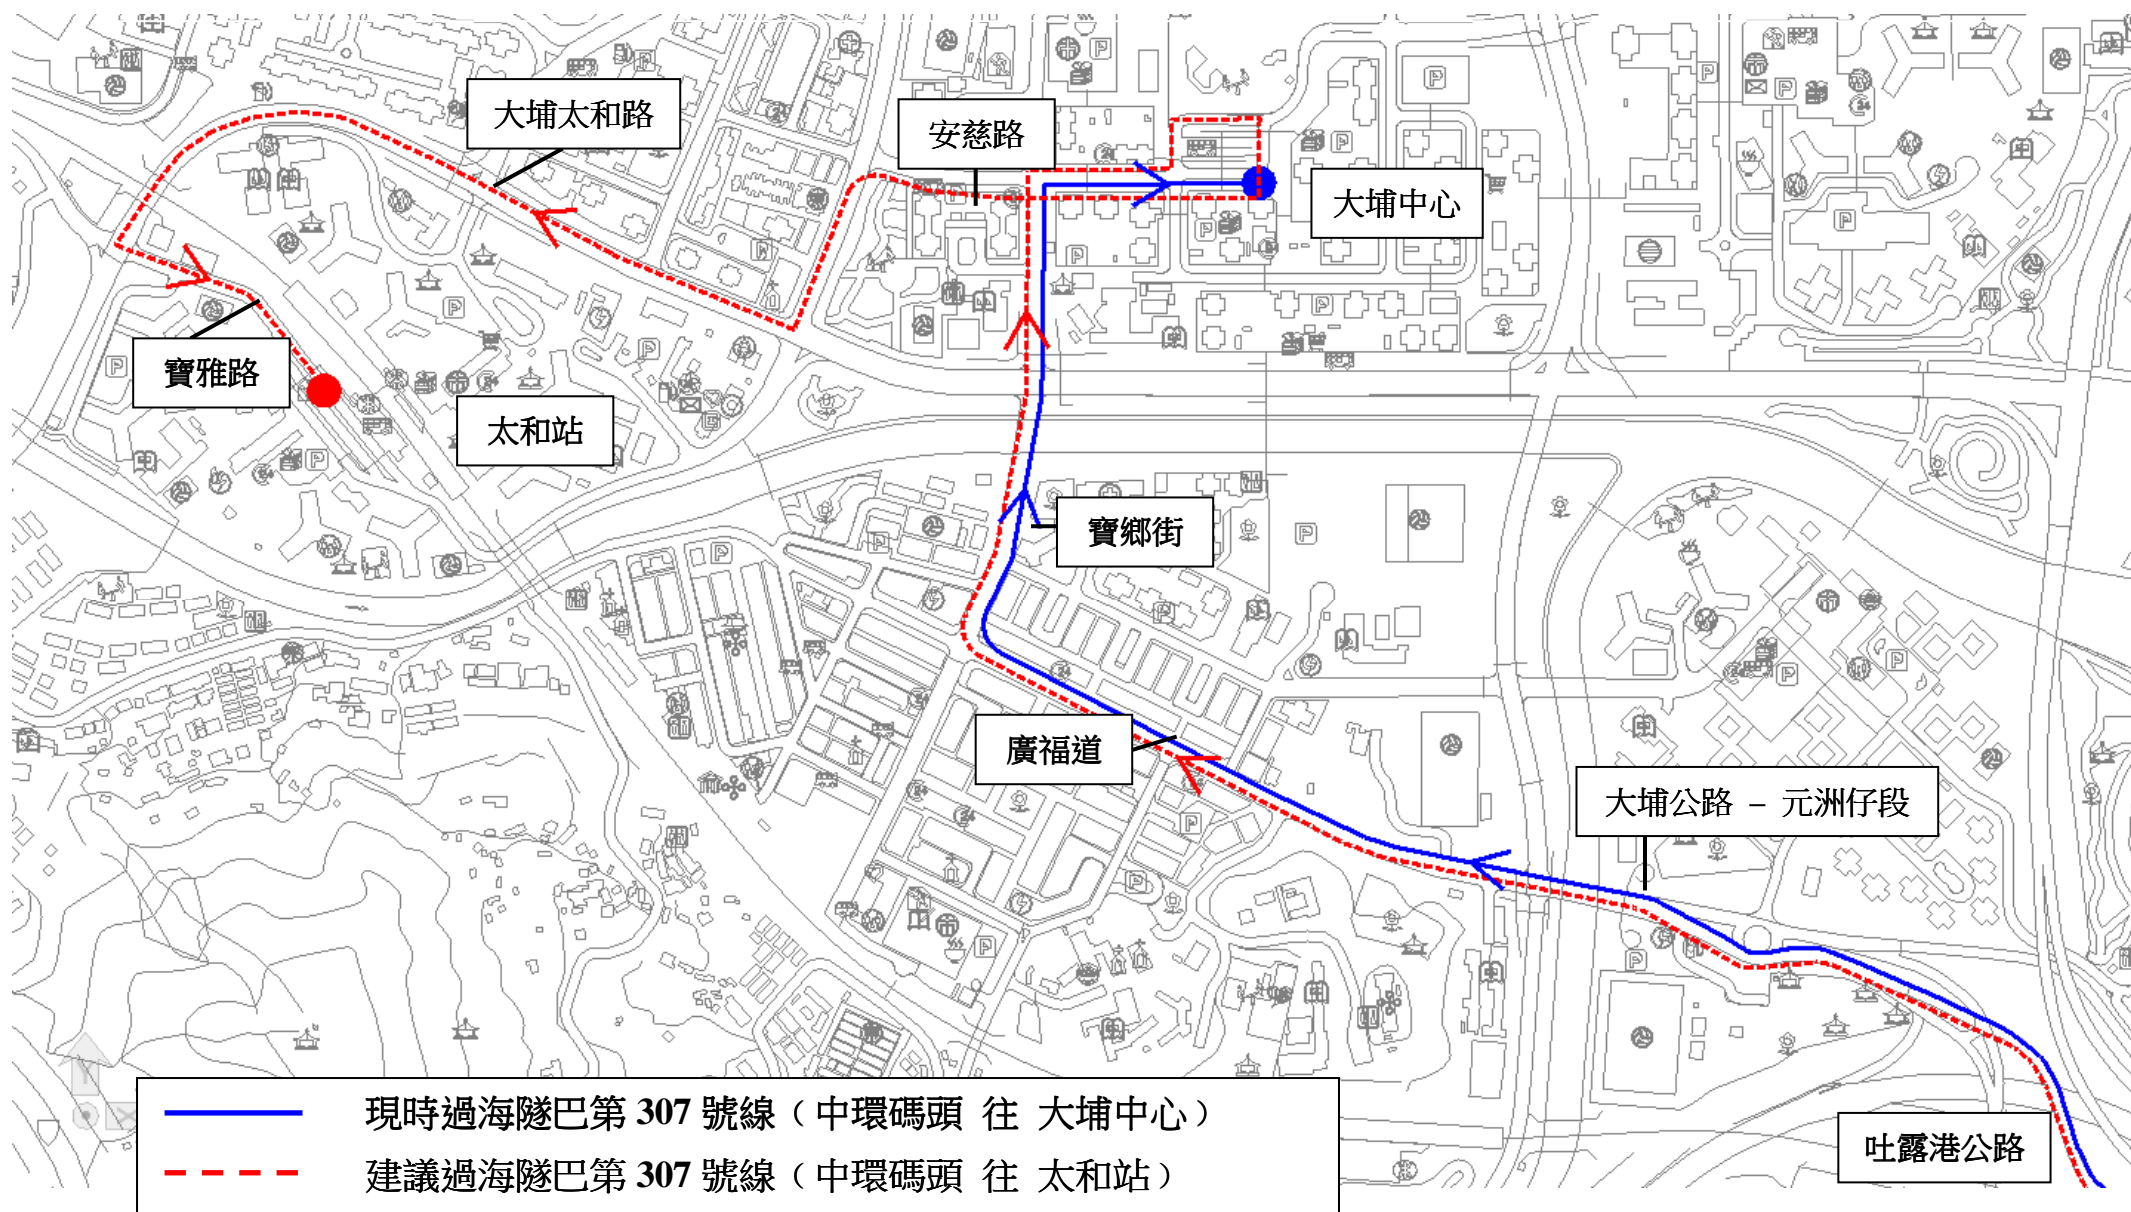 大埔太和路
安慈路
大埔中心
寶雅路
太和站
寶鄉街
廣福道
大埔公路 – 元洲仔段
吐露港公路
現時過海隧巴第 307 號線（中環碼頭 往 大埔中心）
建議過海隧巴第 307 號線（中環碼頭 往 太和站）